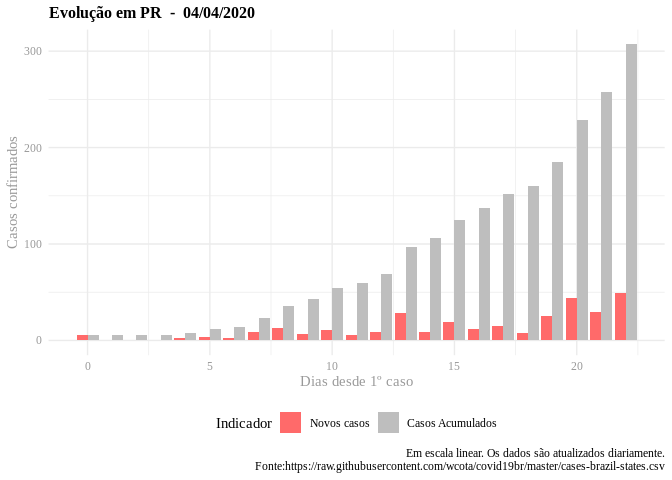 Evolução em PR - 04/04/2020
Casos confirmados
300
200
100
0
0 5 10 15 20
Dias desde 1º caso
Indicador Novos casos Casos Acumulados
Em escala linear. Os dados são atualizados diariamente.
Fonte:https://raw.githubusercontent.com/wcota/covid19br/master/cases-brazil-states.csv